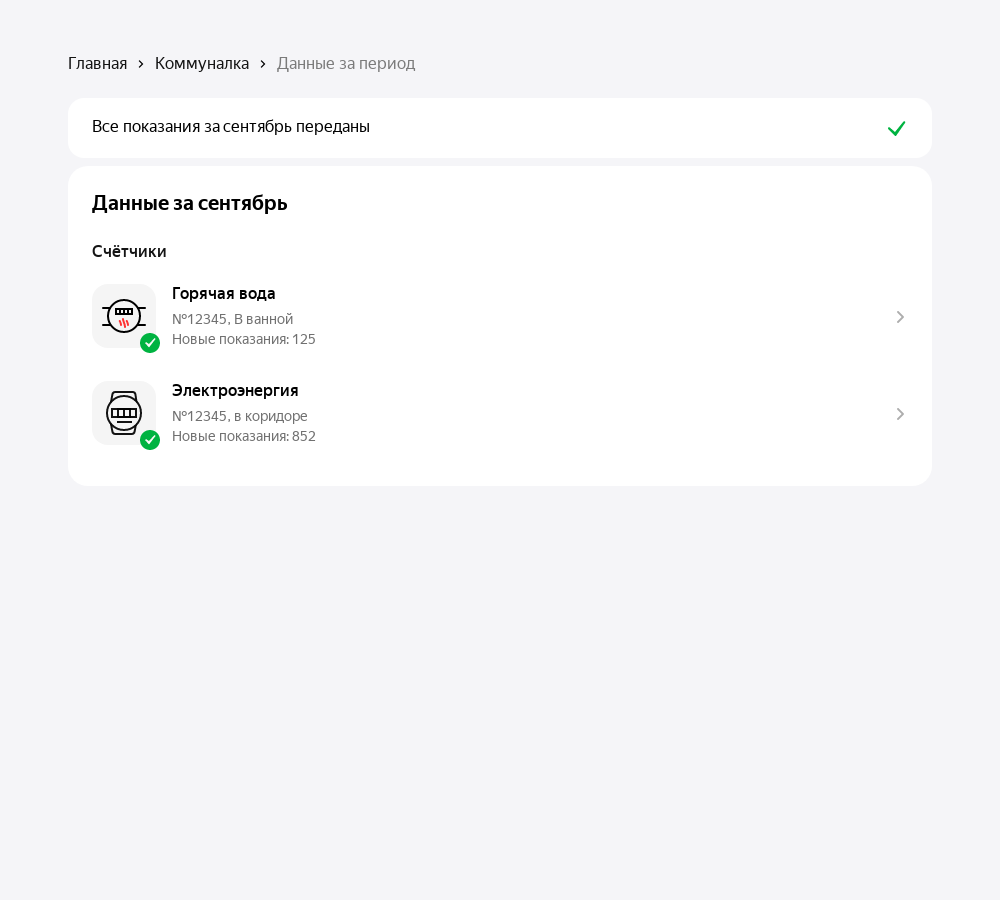 Главная › Коммуналка › Данные за период
Все показания за сентябрь переданы
Данные за сентябрь
Счётчики
Горячая вода
№12345, В ванной
Новые показания: 125
Электроэнергия
№12345, в коридоре
Новые показания: 852